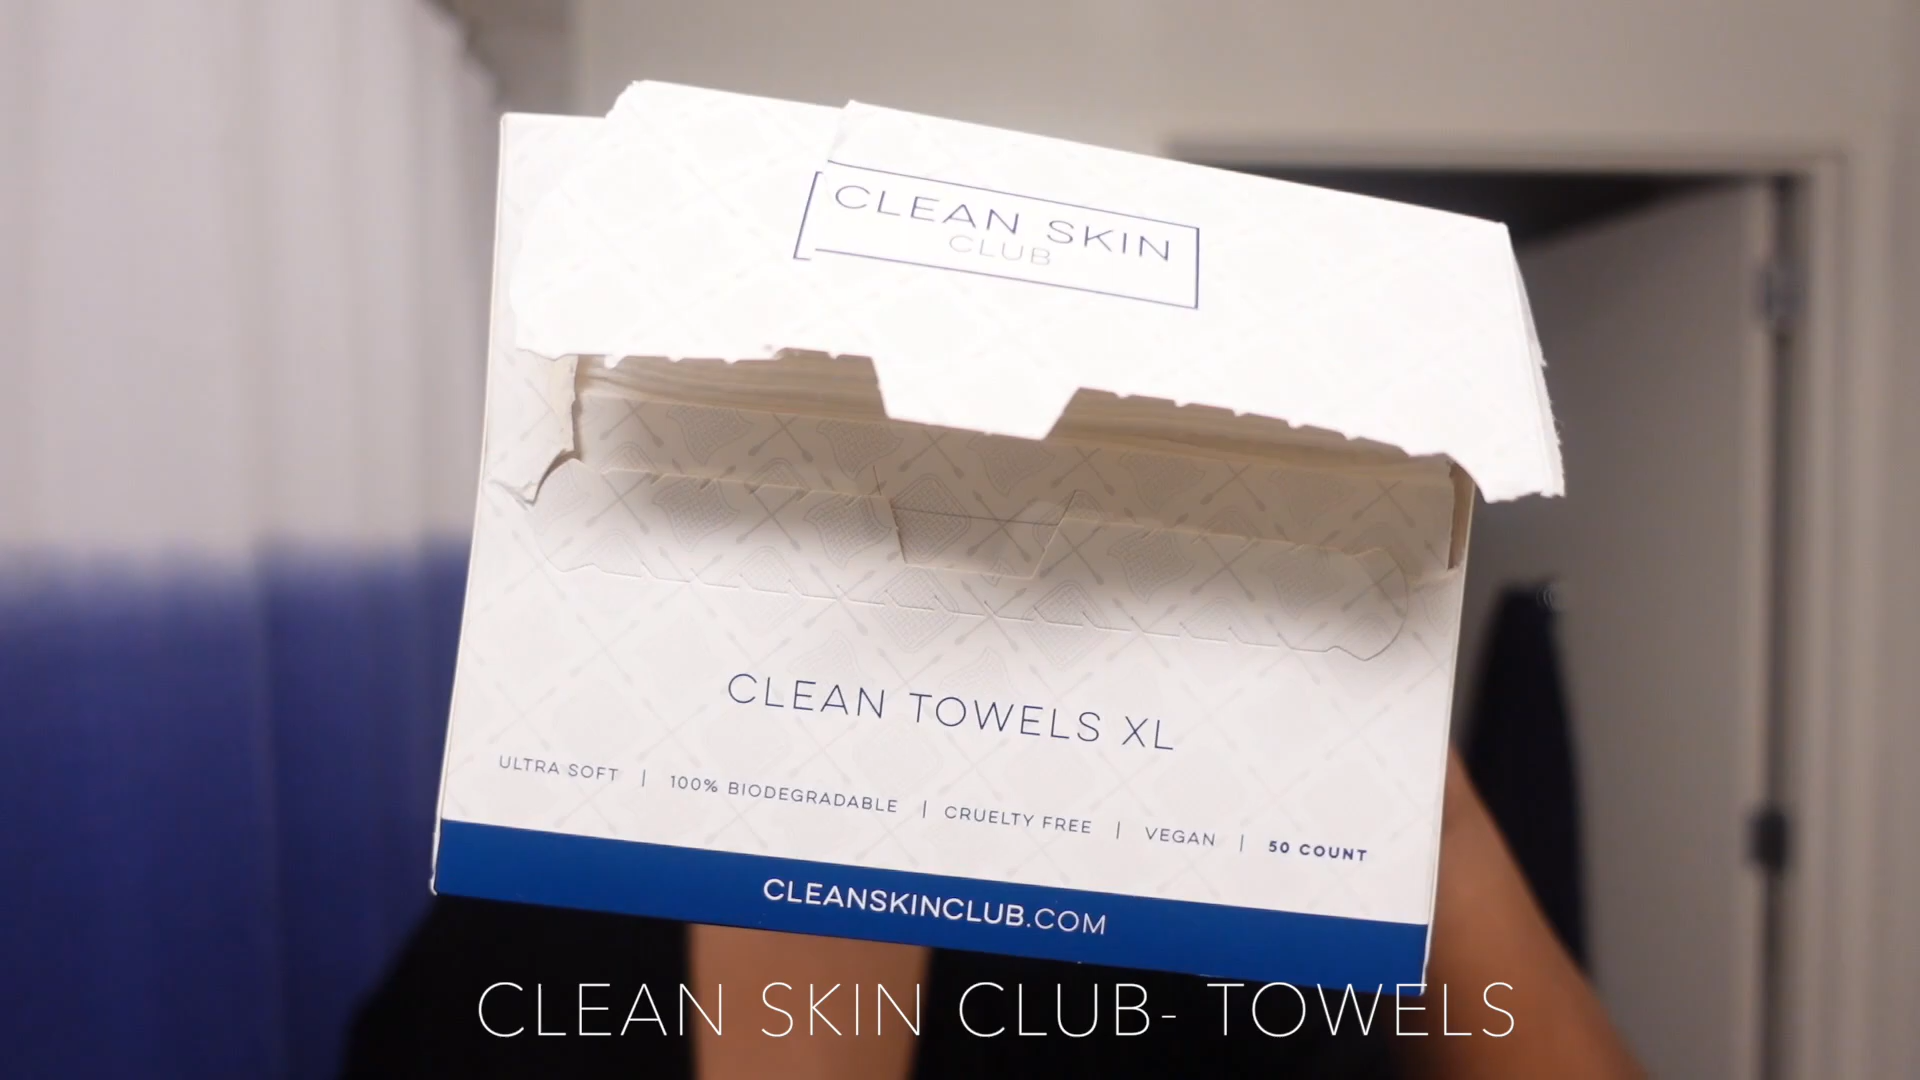 CLEAN SKIN
CLUB
CLEAN TOWELS XL
ULTRA SOFT | 100% BIODEGRADABLE | CRUELTY FREE | VEGAN | 50 COUNT
CLEANSKINCLUB.COM
CLEAN SKIN CLUB- TOWELS